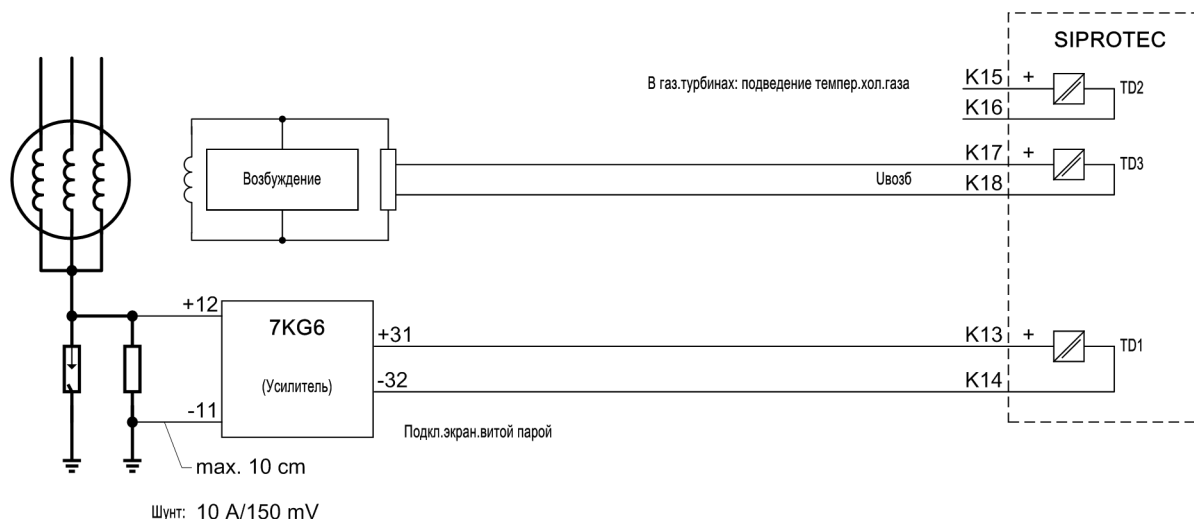 SIPROTEC
В газ.турбинах: подведение темпер.хол.газа
K15 +
TD2
K16
K17 +
TD3
Возбуждение
Uвозб
K18
+12
7KG6
+31
K13 +
TD1
(Усилитель)
-32
K14
-11
Подкл.экран.витой парой
max. 10 cm
Шунт: 10 A/150 mV